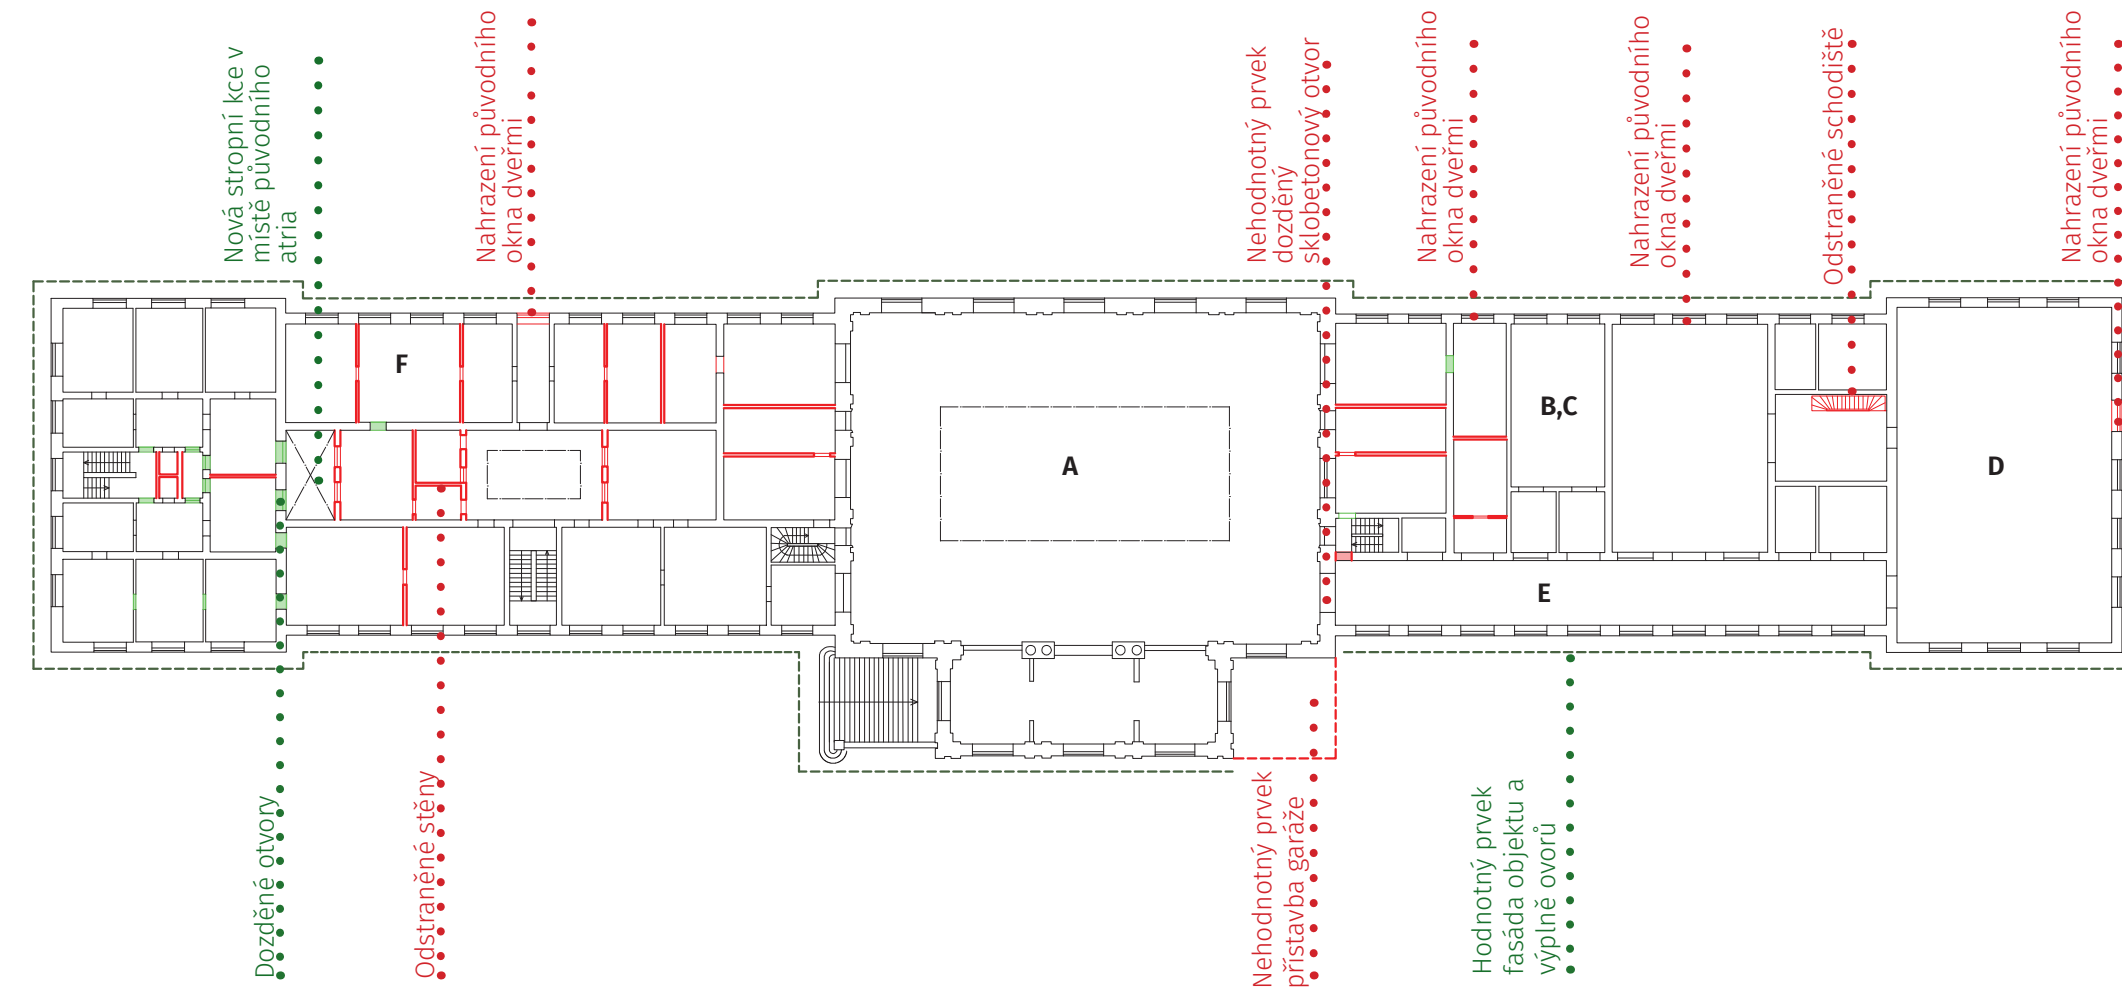 Nová stropní kce v
místě původního
atria
Nahrazení původního
okna dveřmi
Nehodnotný prvek
dozděný
sklobetonový otvor
Nahrazení původního
okna dveřmi
Nahrazení původního
okna dveřmi
Odstraněné schodiště
Nahrazení původního
okna dveřmi
F
A
B,C
D
E
Dozděné otvory
Odstraněné stěny
Nehodnotný prvek
přístavba garáže
Hodnotný prvek
fasáda objektu a
výplně ovorů